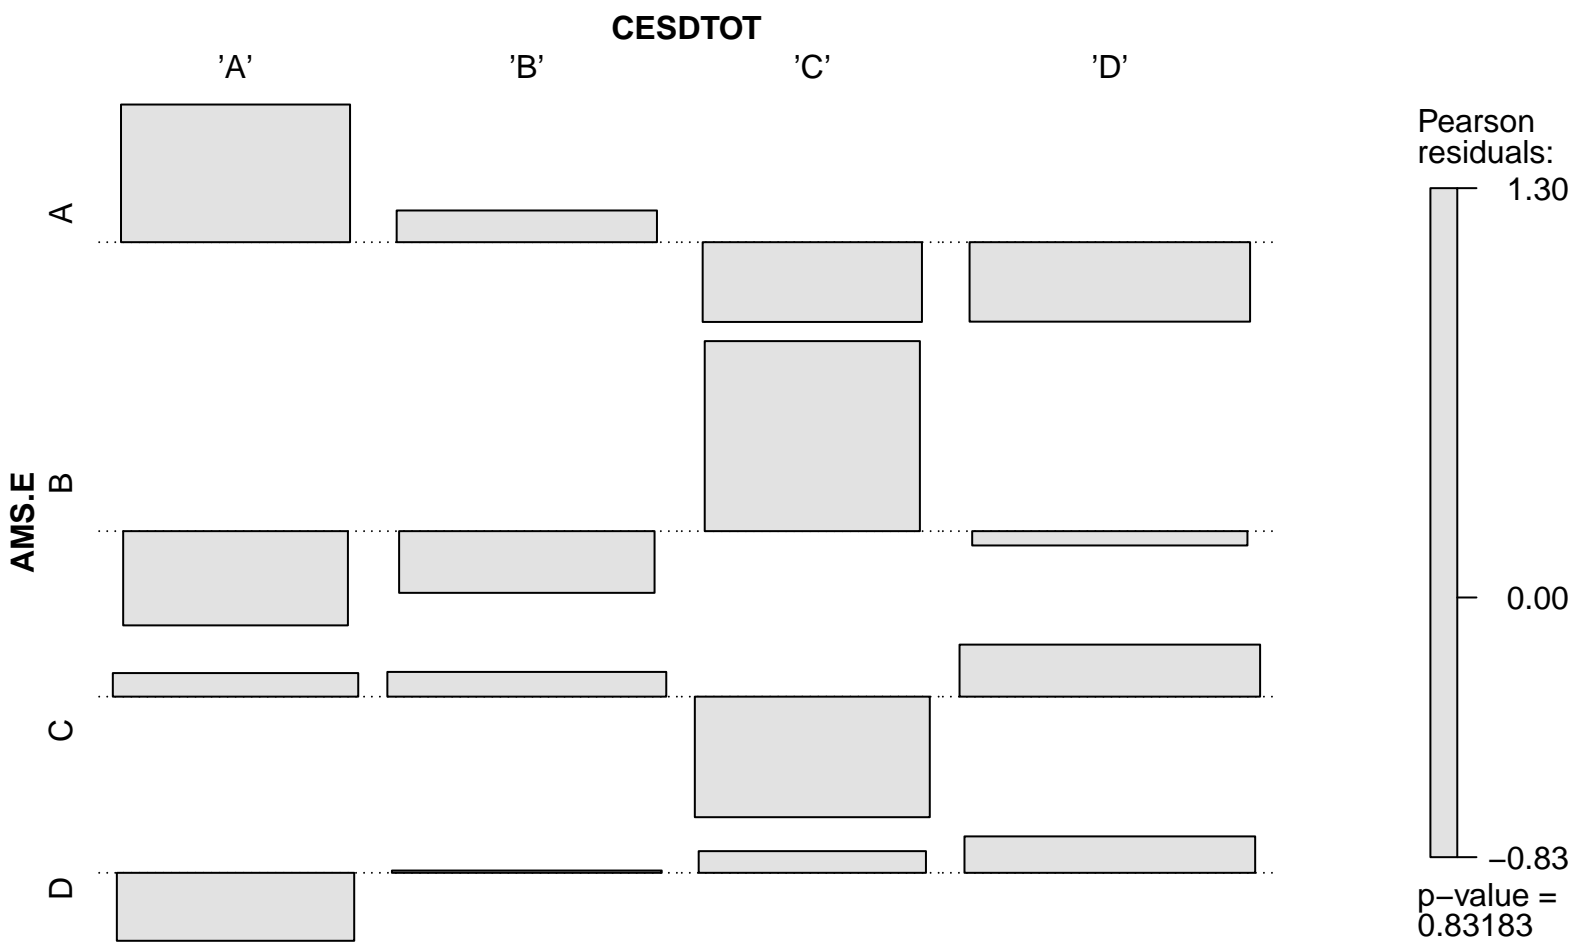 CESDTOT
’A’ ’B’ ’C’ ’D’
AMS.E
A
B
C
D
Pearson
residuals:
1.30
0.00
−0.83
p−value =
0.83183